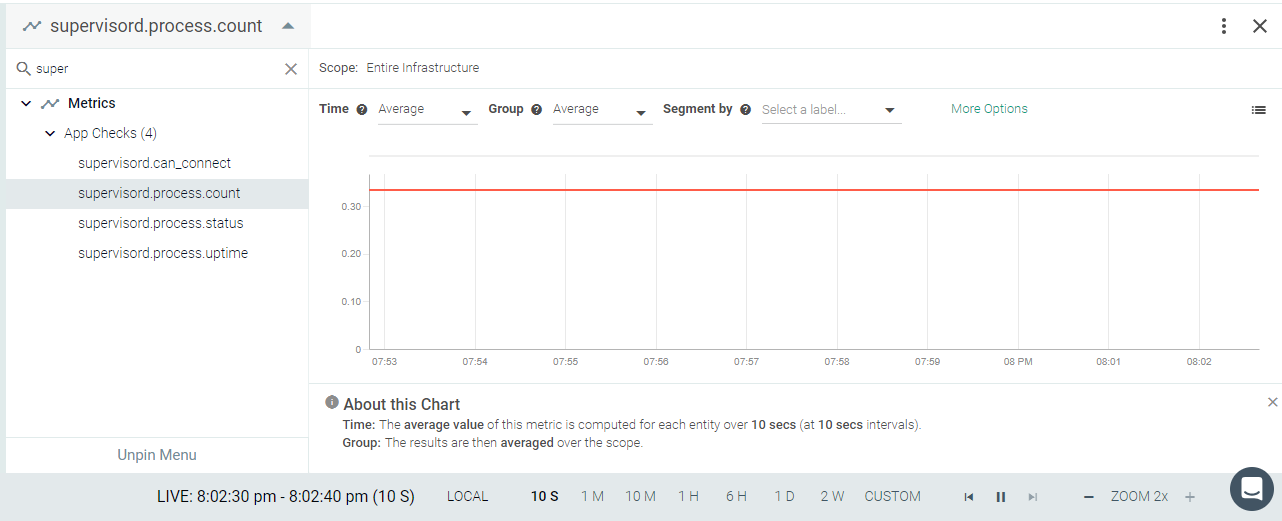 supervisord.process.count
super
Metrics
App Checks (4)
supervisord.can_connect
supervisord.process.count
supervisord.process.status
supervisord.process.uptime
Unpin Menu
Scope: Entire Infrastructure
Time Average Group Average Segment by Select a label... More Options
0.30
0.20
0.10
0
07:53 07:54 07:55 07:56 07:57 07:58 07:59 08 PM 08:01 08:02
About this Chart
Time: The average value of this metric is computed for each entity over 10 secs (at 10 secs intervals).
Group: The results are then averaged over the scope.
LIVE: 8:02:30 pm - 8:02:40 pm (10 S) LOCAL 10 S 1 M 10 M 1 H 6 H 1 D 2 W CUSTOM ZOOM 2x